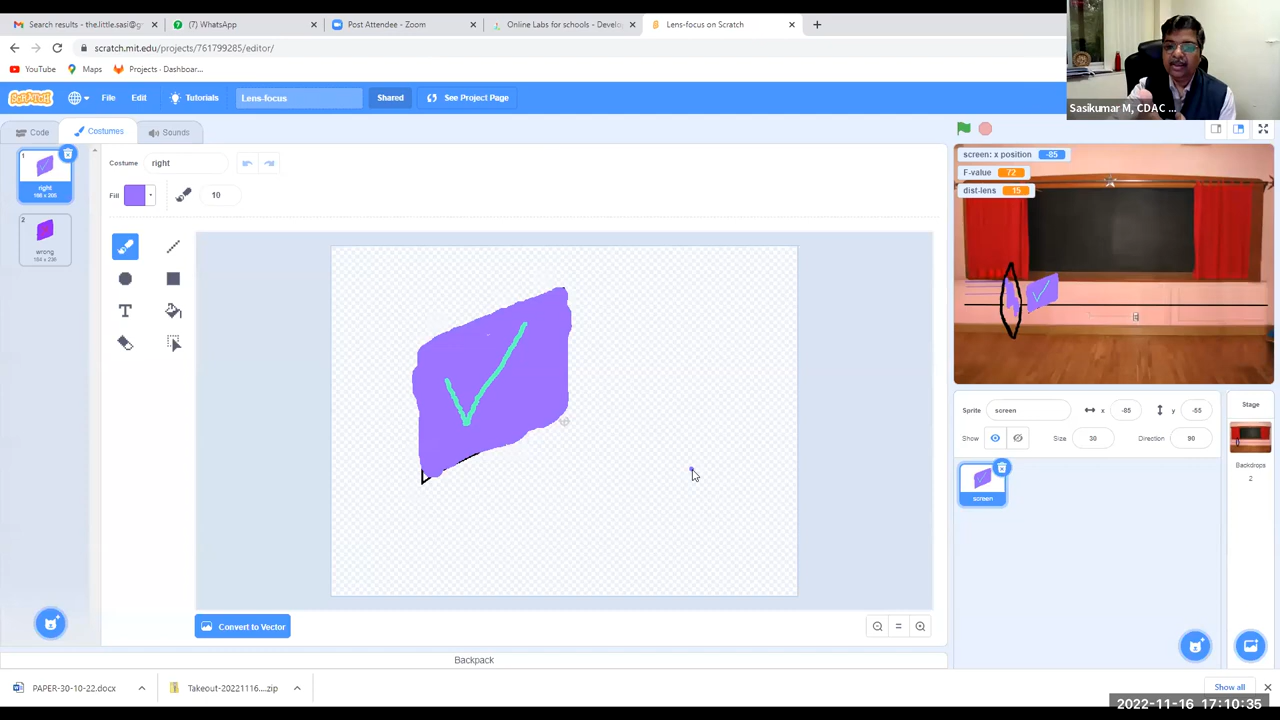 Search results - the.little.sasi@g
(7) WhatsApp
Post Attendee - Zoom
Online Labs for schools – Develo
Lens-focus on Scratch
scratch.mit.edu/projects/761799285/editor/
YouTube
Maps
Projects · Dashboar...
Sasikumar M, CDAC ...
SCRATCH
File
Edit
Tutorials
Lens-focus
Shared
See Project Page
Code
Costumes
Sounds
1
right
2
wrong
Costume
right
Fill
10
T
Convert to Vector
Backpack
screen: x position -85
F-value 72
dist-lens 15
Sprite
screen
x
-85
y
-55
Show
Size
30
Direction
90
screen
Stage
Backdrops
2
PAPER-30-10-22.docx
Takeout-20221116....zip
Show all
2022-11-16 17:10:35